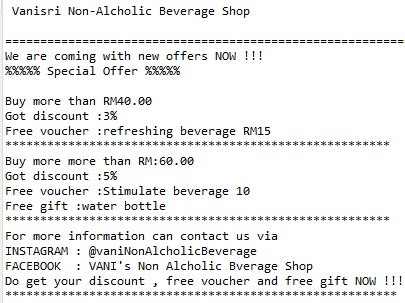 Vanisri Non-Alcholic Beverage Shop
=========================================================
We are coming with new offers NOW !!!
%%%%% Special Offer %%%%%
Buy more than RM40.00
Got discount :3%
Free voucher :refreshing beverage RM15
*******************************************************
Buy more more than RM:60.00
Got discount :5%
Free voucher :Stimulate beverage 10
Free gift :water bottle
*******************************************************
For more information can contact us via
INSTAGRAM : @vaniNonAlcholicBeverage
FACEBOOK  : VANI's Non Alcholic Bverage Shop
Do get your discount , free voucher and free gift NOW !!!
********************************************************